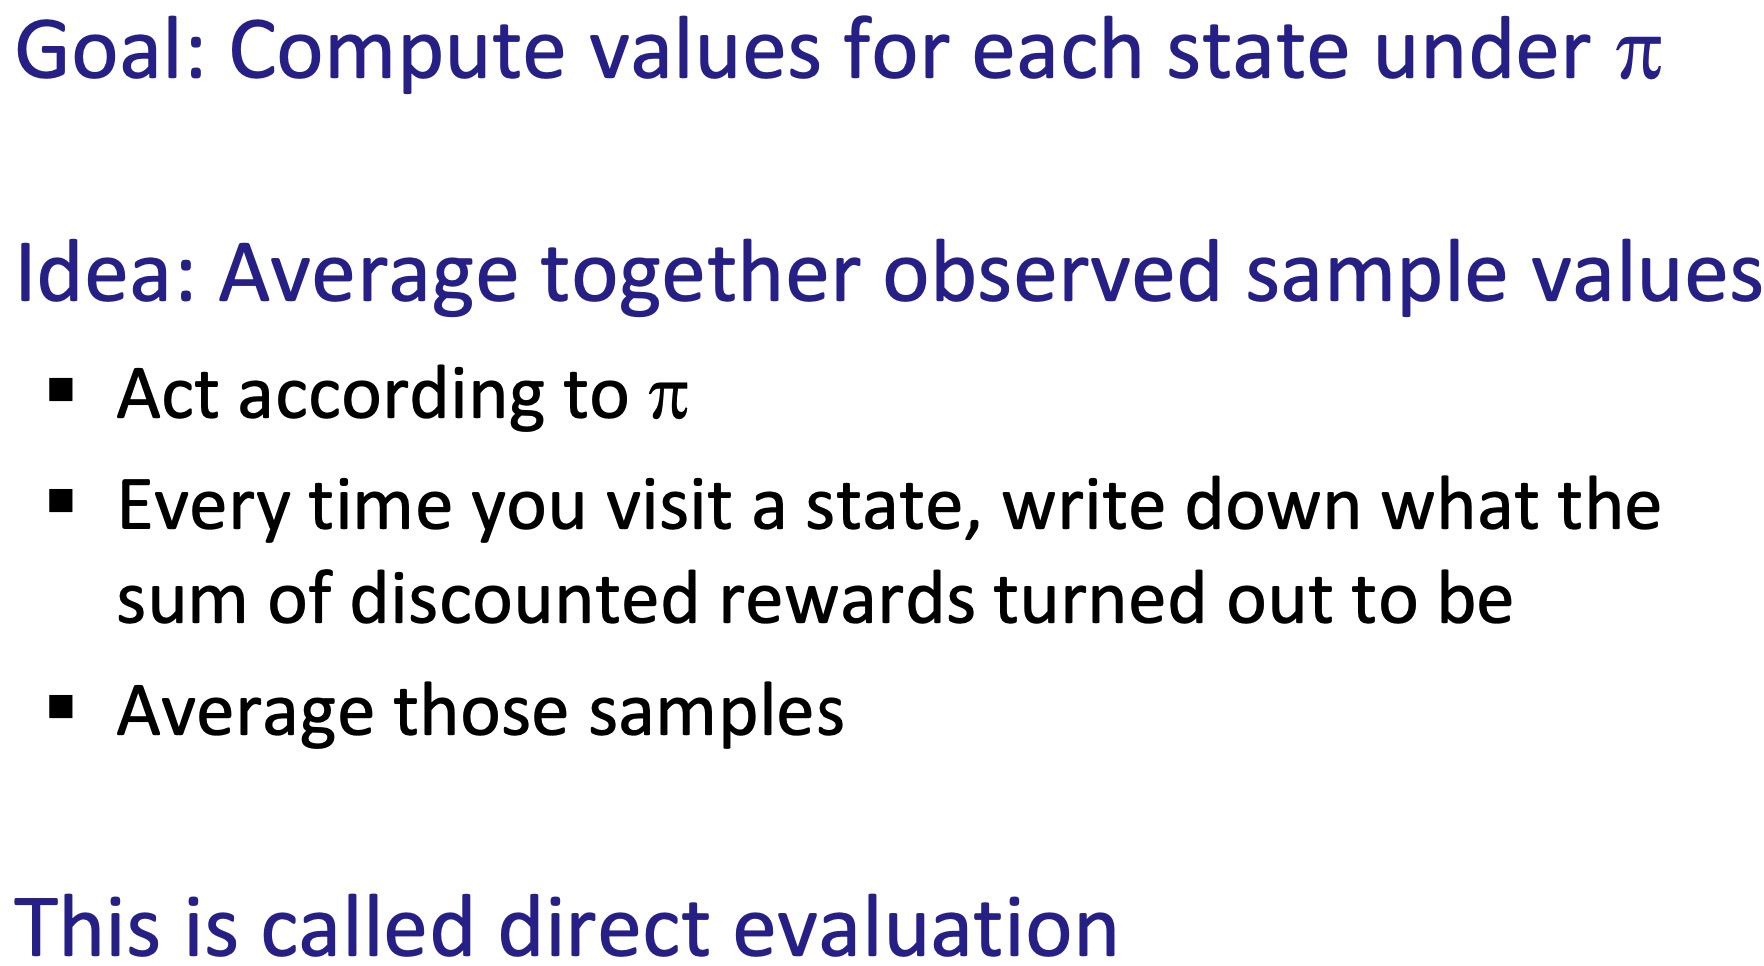 Goal: Compute values for each state under π
Idea: Average together observed sample values
▪ Act according to π
▪ Every time you visit a state, write down what the
sum of discounted rewards turned out to be
▪ Average those samples
This is called direct evaluation